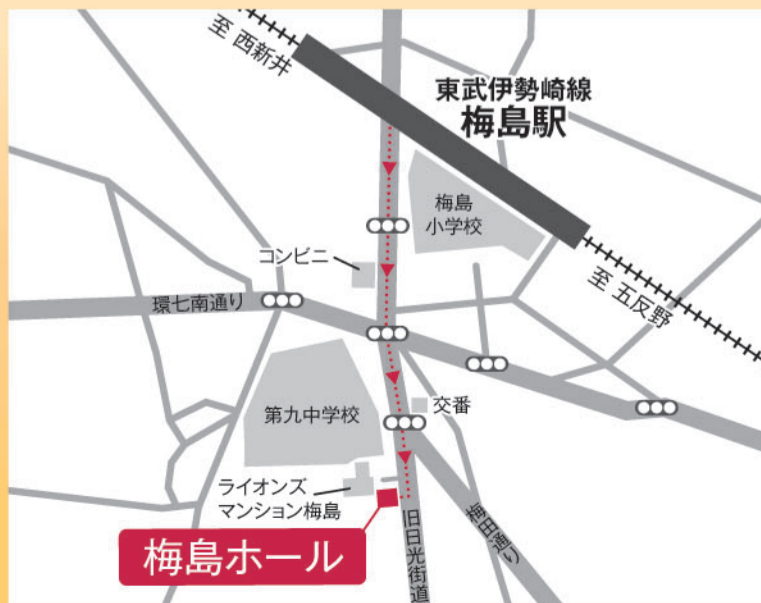 至 西新井
東武伊勢崎線
梅島駅
梅島
小学校
コンビニ
至 五反野
環七南通り
第九中学校
交番
ライオンズ
マンション梅島
梅島ホール
旧日光街道
梅田通り